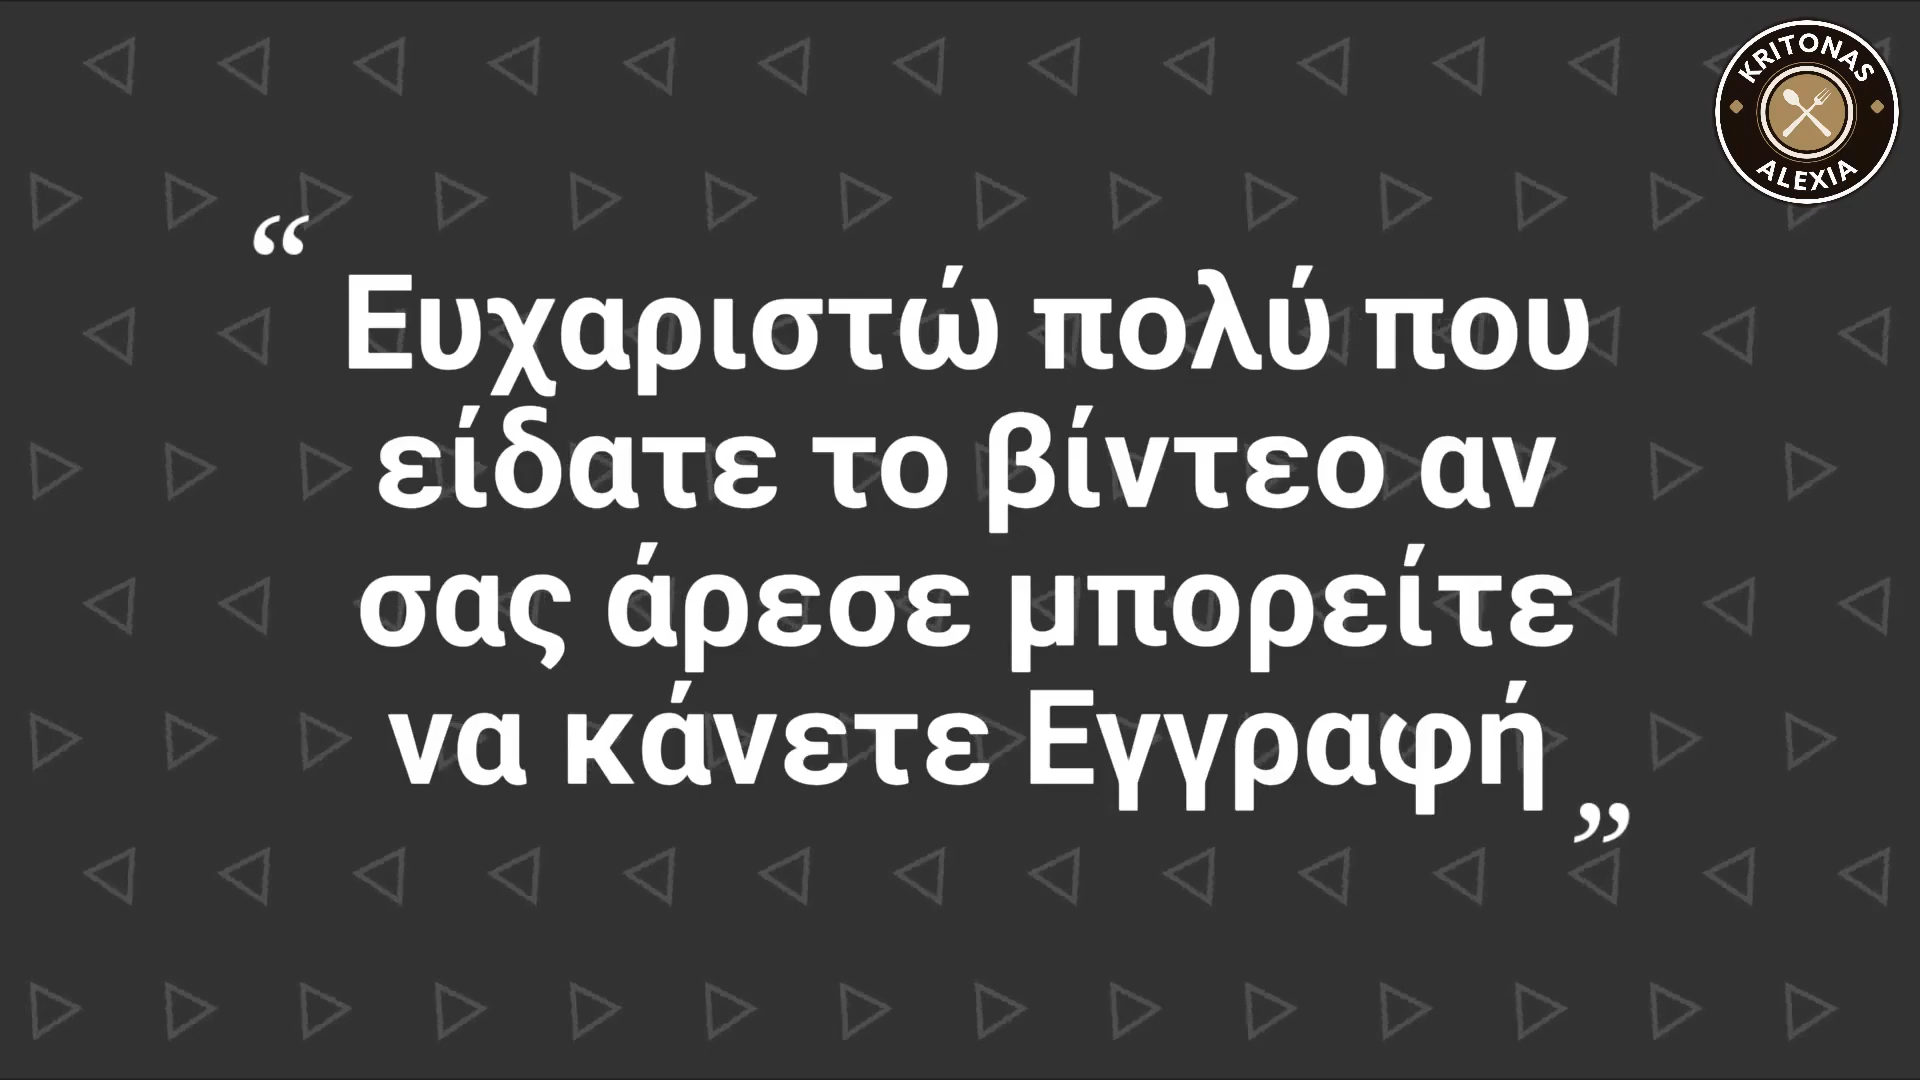 KRITONAS
ALEXIA
“Ευχαριστώ πολύ που
είδατε το βίντεο αν
σας άρεσε μπορείτε
να κάνετε Εγγραφή”